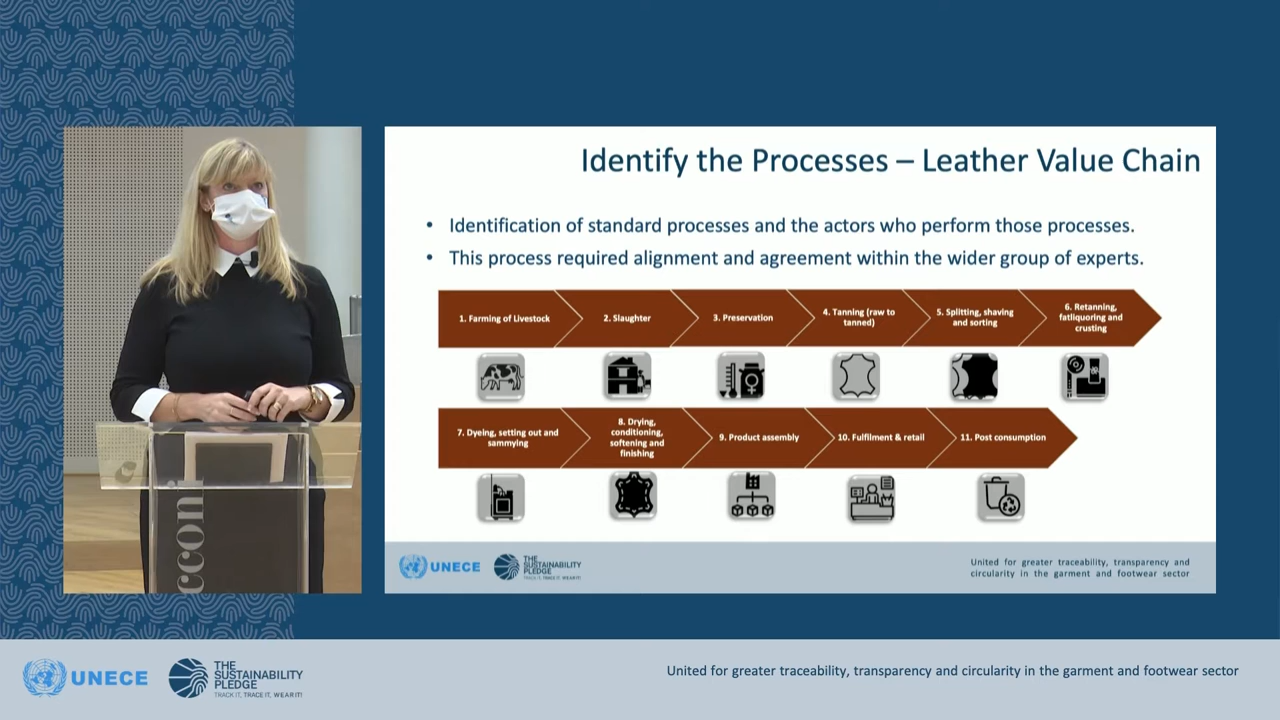 Identify the Processes – Leather Value Chain
• Identification of standard processes and the actors who perform those processes.
• This process required alignment and agreement within the wider group of experts.
1. Farming of Livestock
2. Slaughter
3. Preservation
4. Tanning (raw to
tanned)
5. Splitting, shaving
and sorting
6. Retanning,
fatliquoring and
crusting
7. Dyeing, setting out and
sammying
8. Drying,
conditioning,
softening and
finishing
9. Product assembly
10. Fulfilment & retail
11. Post consumption
cconi
UNECE
THE
SUSTAINABILITY
PLEDGE
TRACK IT, TRACE IT, WEAR IT!
United for greater traceability, transparency and
circularity in the garment and footwear sector
UNECE
THE
SUSTAINABILITY
PLEDGE
TRACK IT, TRACE IT, WEAR IT!
United for greater traceability, transparency and circularity in the garment and footwear sector